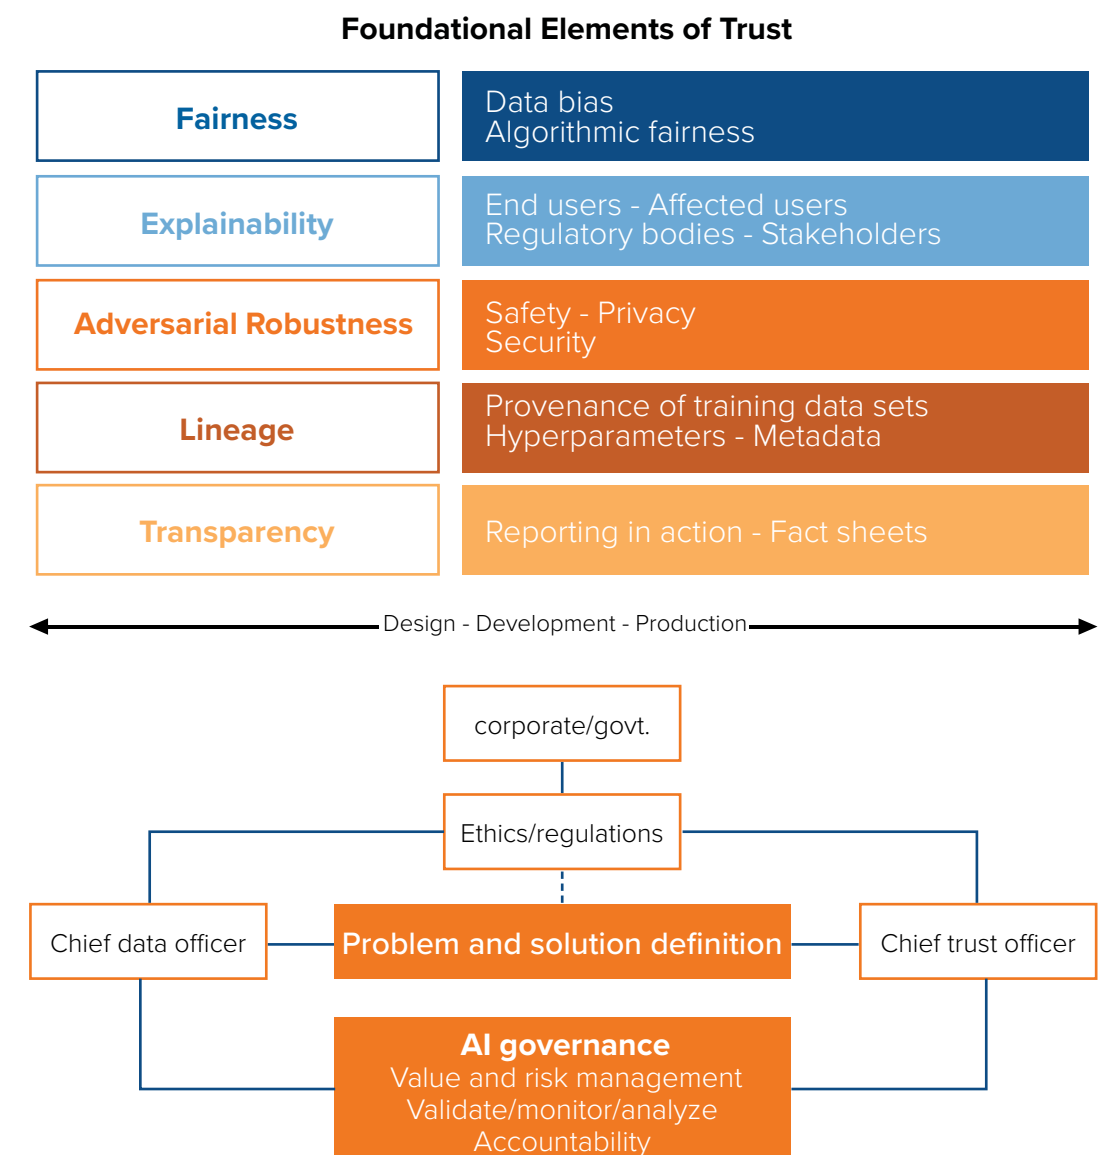 Foundational Elements of Trust
Fairness
Data bias
Algorithmic fairness
Explainability
End users - Affected users
Regulatory bodies - Stakeholders
Adversarial Robustness
Safety - Privacy
Security
Lineage
Provenance of training data sets
Hyperparameters - Metadata
Transparency
Reporting in action - Fact sheets
Design - Development - Production
corporate/govt.
Ethics/regulations
Chief data officer
Problem and solution definition
Chief trust officer
AI governance
Value and risk management
Validate/monitor/analyze
Accountability